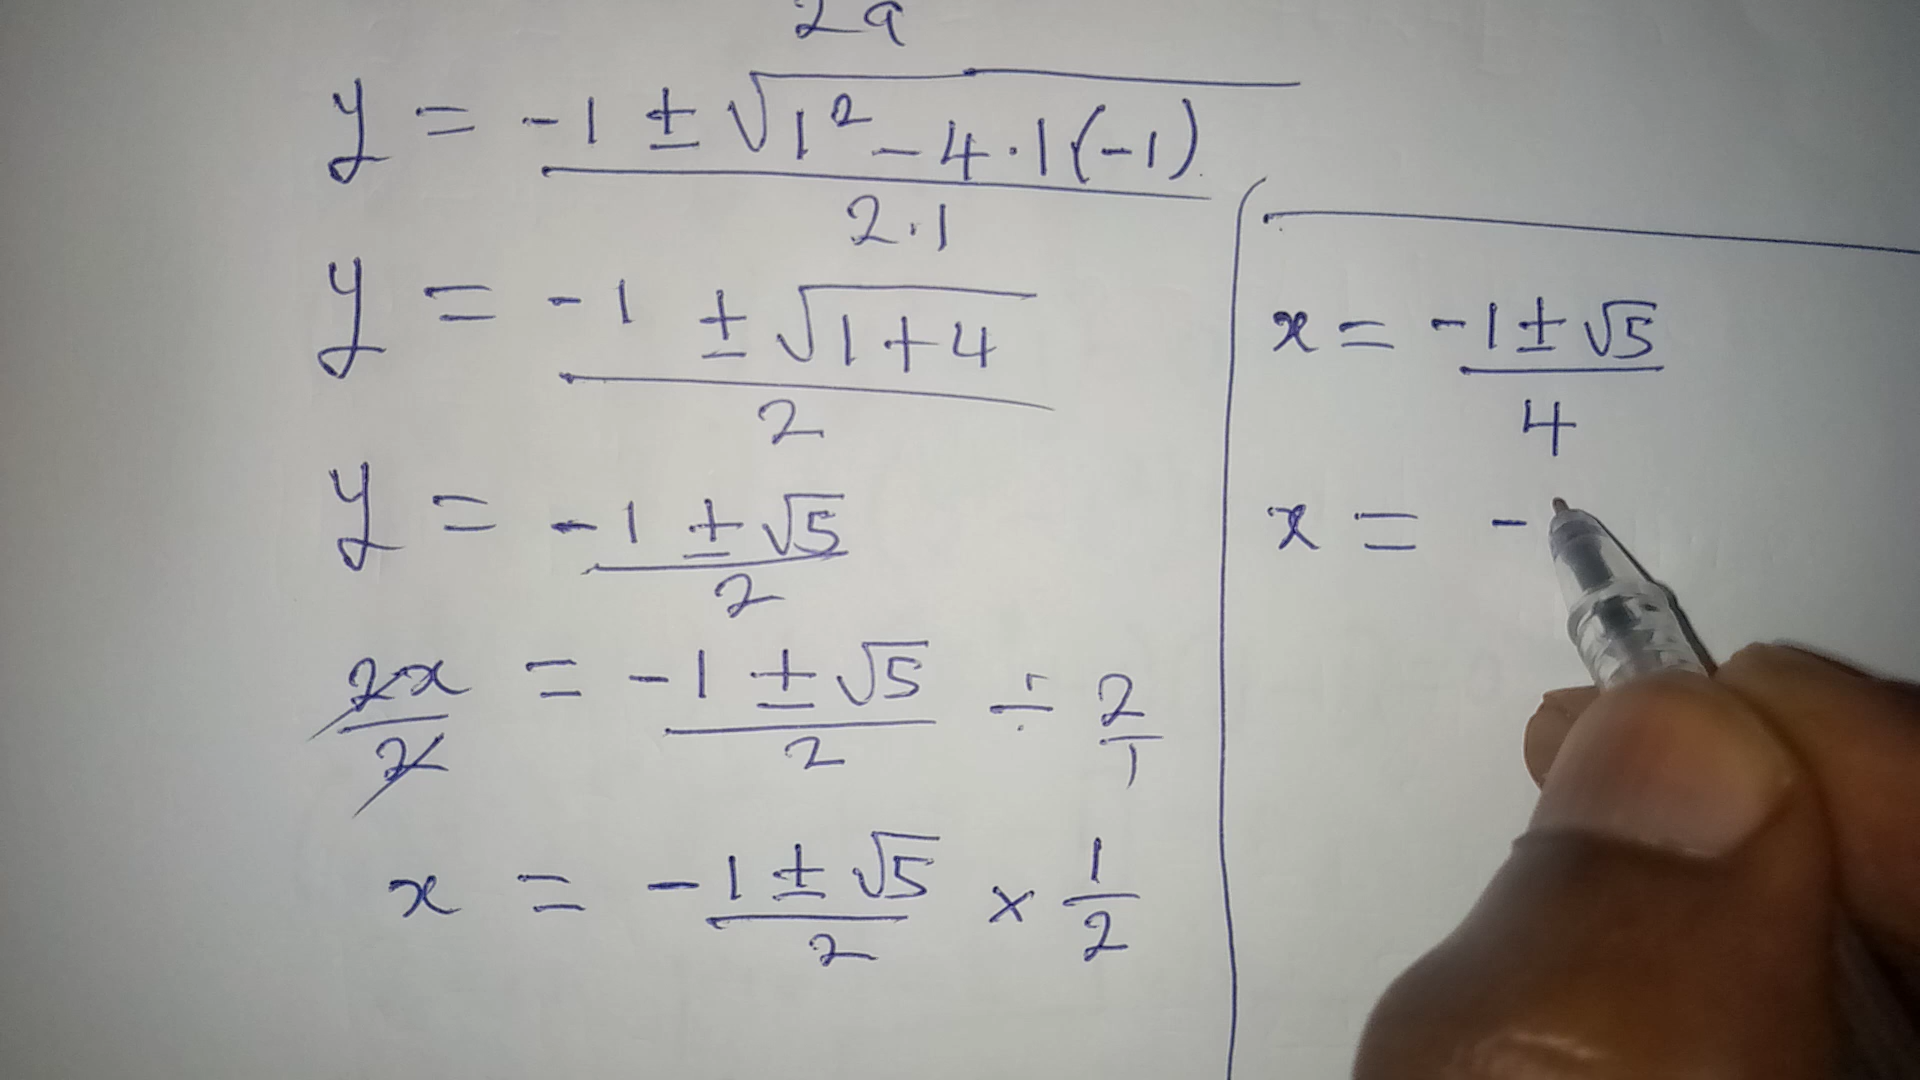 2a
y = -1 ± √(1² - 4·1(-1)) / 2·1
y = -1 ± √(1+4) / 2
y = -1 ± √5 / 2
2x/2 = -1 ± √5 / 2 ÷ 2/1
x = -1 ± √5 / 2 × 1/2
x = -1 ± √5 / 4
x = -